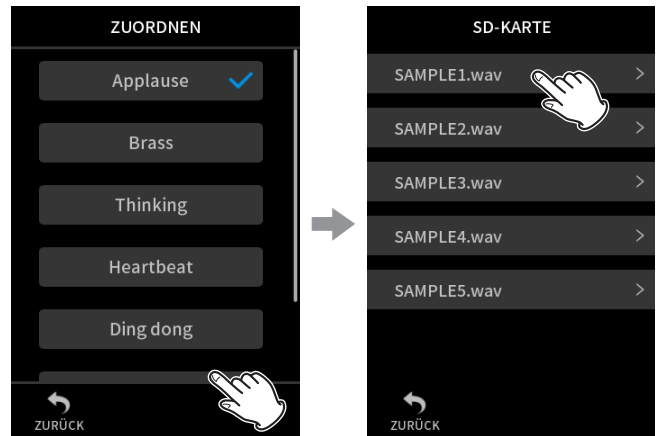 ZUORDNEN
Applause
Brass
Thinking
Heartbeat
Ding dong
ZURÜCK
SD-KARTE
SAMPLE1.wav
SAMPLE2.wav
SAMPLE3.wav
SAMPLE4.wav
SAMPLE5.wav
ZURÜCK